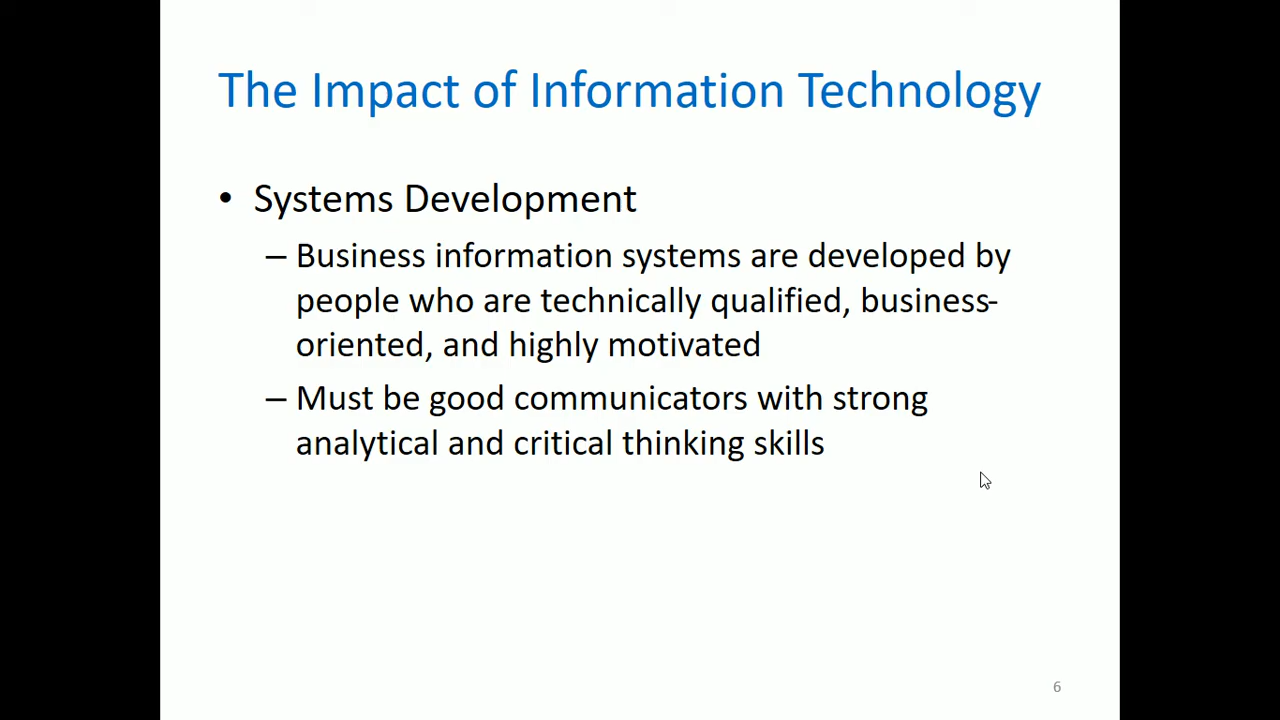 The Impact of Information Technology
• Systems Development
– Business information systems are developed by
people who are technically qualified, business-
oriented, and highly motivated
– Must be good communicators with strong
analytical and critical thinking skills
6